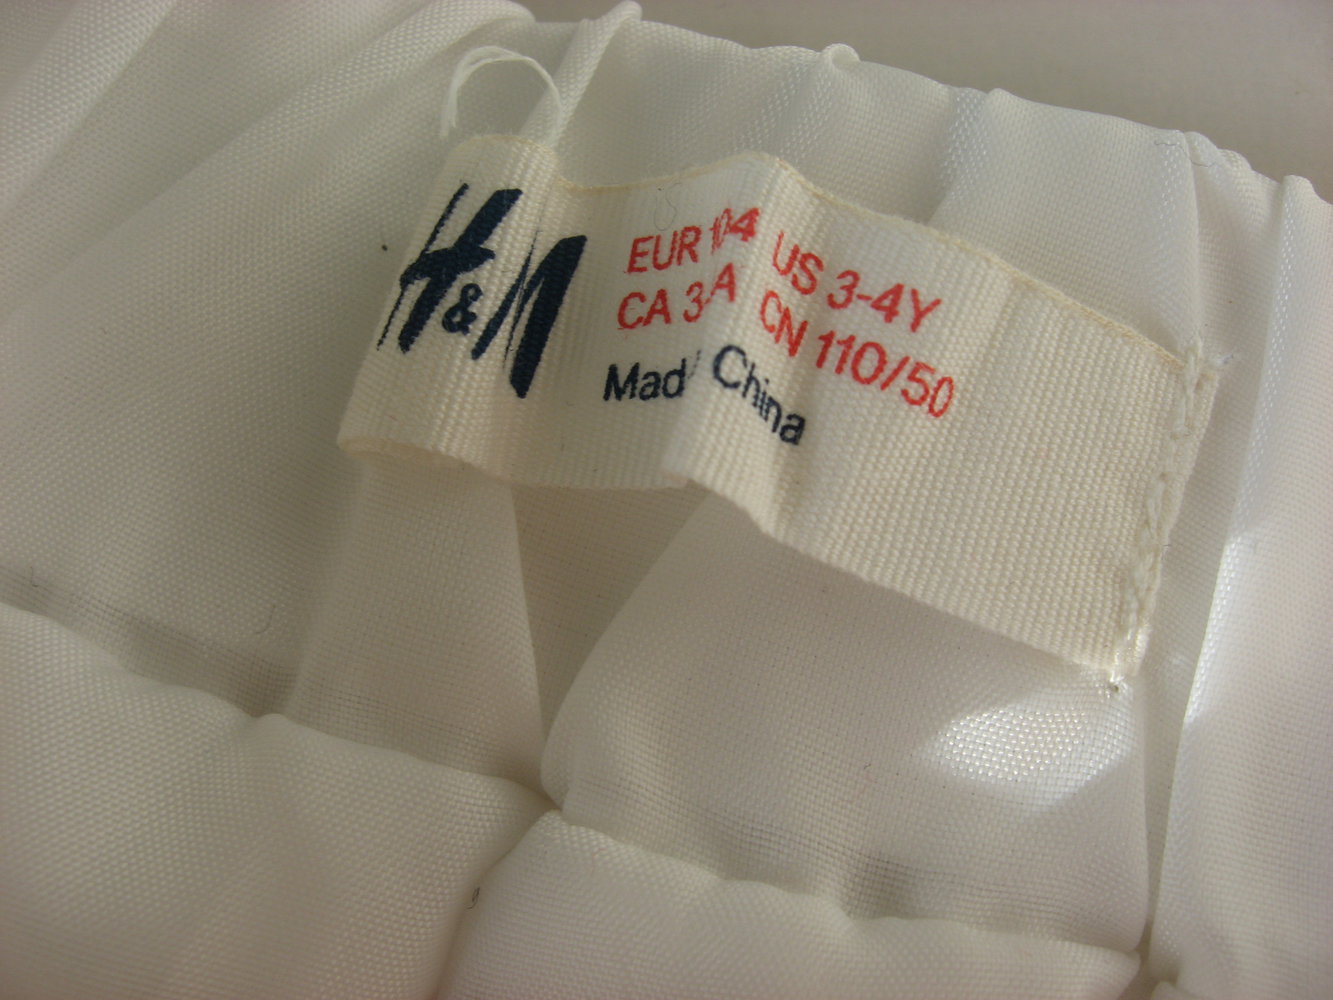 H&M
EUR 104 US 3-4Y
CA 3-A CN 110/50
Mad China